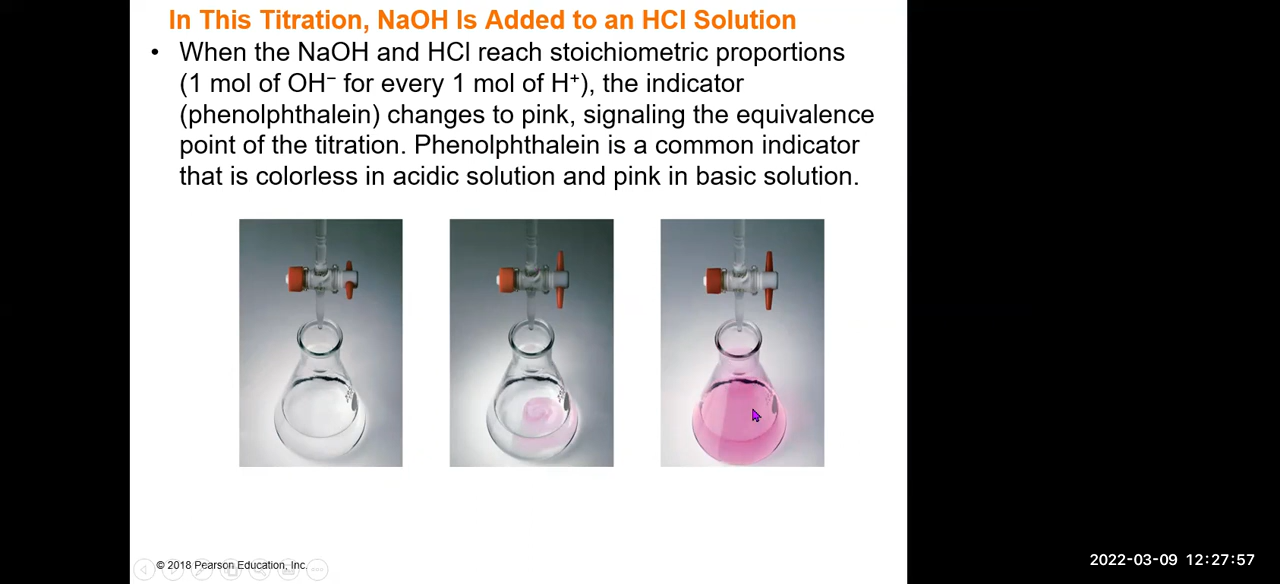 In This Titration, NaOH Is Added to an HCl Solution
• When the NaOH and HCl reach stoichiometric proportions
(1 mol of OH⁻ for every 1 mol of H⁺), the indicator
(phenolphthalein) changes to pink, signaling the equivalence
point of the titration. Phenolphthalein is a common indicator
that is colorless in acidic solution and pink in basic solution.
© 2018 Pearson Education, Inc.
2022-03-09 12:27:57